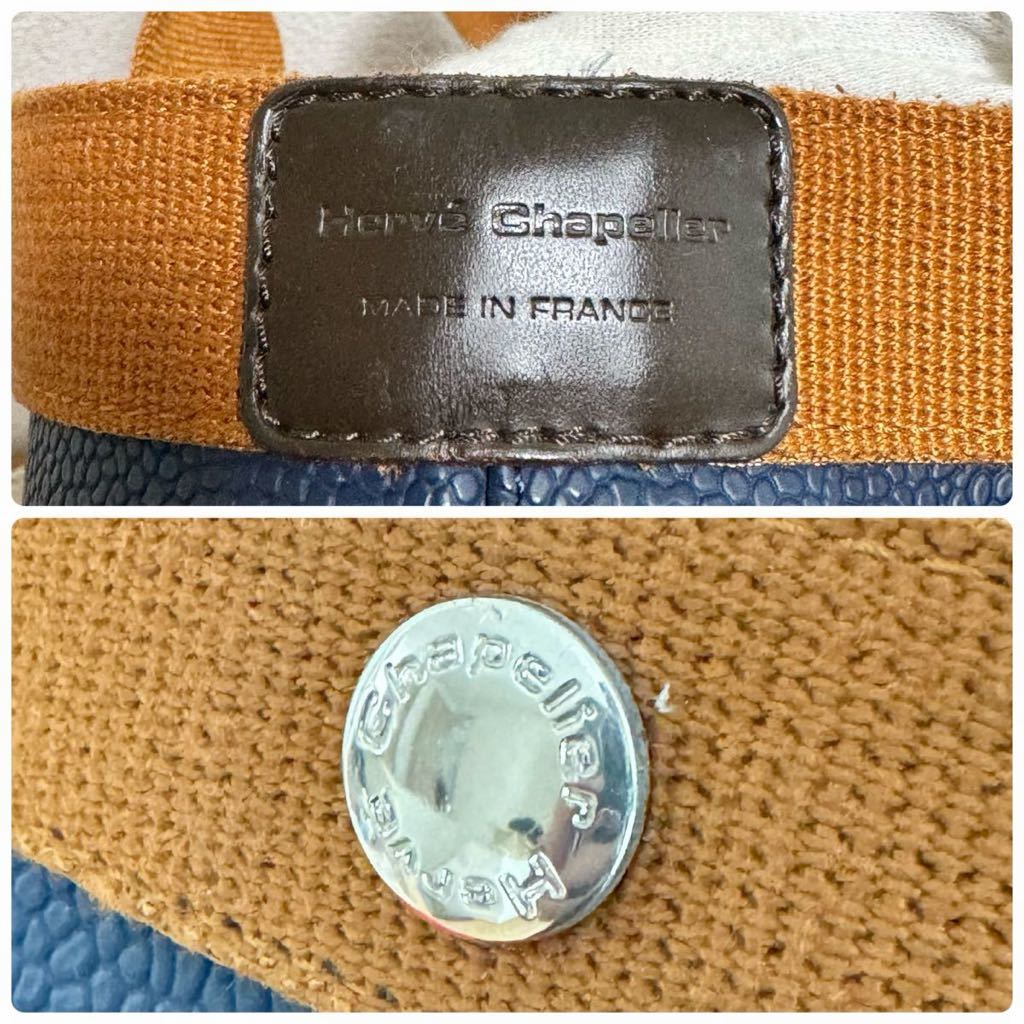 Hervé Chapelier
MADE IN FRANCE
Chapelier
Hervé